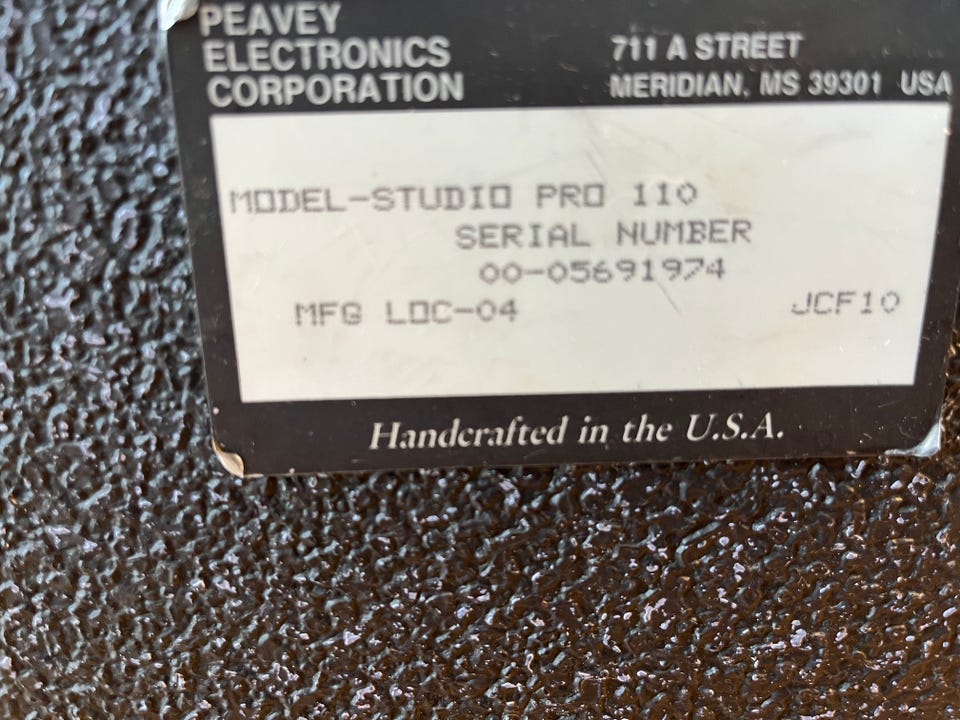 PEAVEY
ELECTRONICS
CORPORATION
711 A STREET
MERIDIAN, MS 39301 USA
MODEL-STUDIO PRO 110
SERIAL NUMBER
00-05691974
MFG LOC-04 JCF10
Handcrafted in the U.S.A.